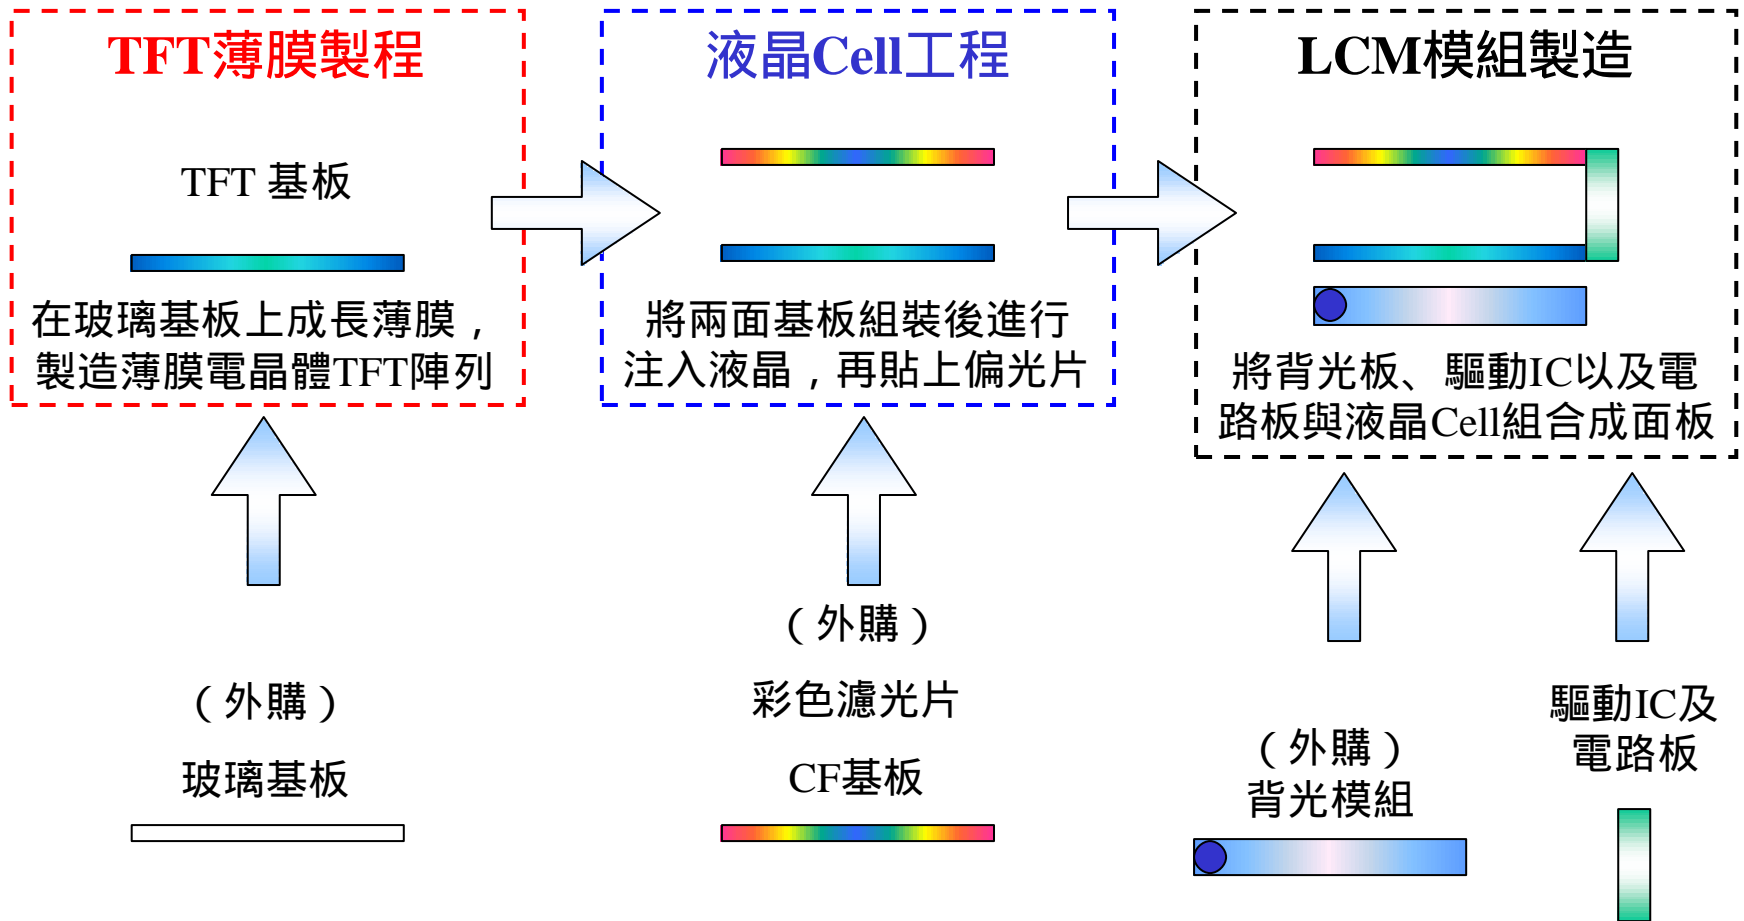 TFT薄膜製程
TFT 基板
在玻璃基板上成長薄膜，
製造薄膜電晶體TFT陣列
（外購）
玻璃基板
液晶Cell工程
將兩面基板組裝後進行
注入液晶，再貼上偏光片
（外購）
彩色濾光片
CF基板
LCM模組製造
將背光板、驅動IC以及電
路板與液晶Cell組合成面板
（外購）
背光模組
驅動IC及
電路板